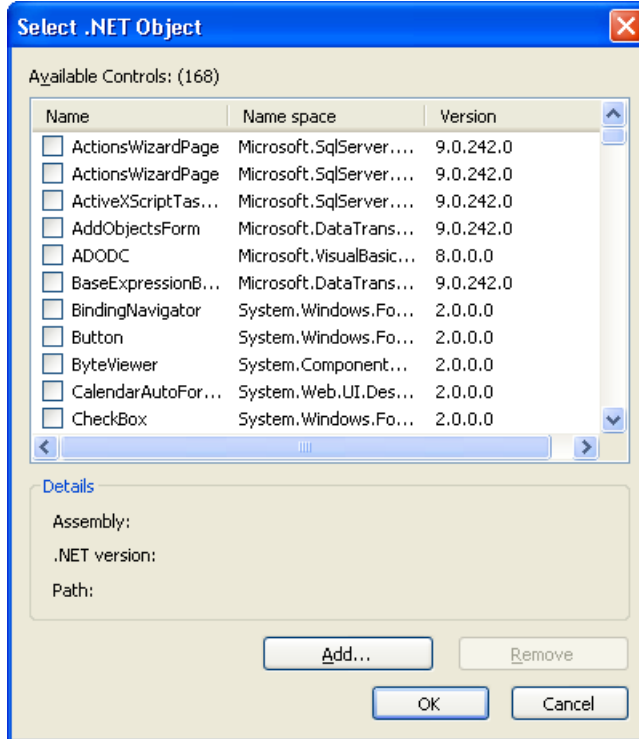 Select .NET Object
Available Controls: (168)
Name Name space Version
ActionsWizardPage Microsoft.SqlServer.... 9.0.242.0
ActionsWizardPage Microsoft.SqlServer.... 9.0.242.0
ActiveXScriptTas... Microsoft.SqlServer.... 9.0.242.0
AddObjectsForm Microsoft.DataTrans... 9.0.242.0
ADODC Microsoft.VisualBasic... 8.0.0.0
BaseExpressionB... Microsoft.DataTrans... 9.0.242.0
BindingNavigator System.Windows.Fo... 2.0.0.0
Button System.Windows.Fo... 2.0.0.0
ByteViewer System.Component... 2.0.0.0
CalendarAutoFor... System.Web.UI.Des... 2.0.0.0
CheckBox System.Windows.Fo... 2.0.0.0
Details
Assembly:
.NET version:
Path:
Add... Remove
OK Cancel